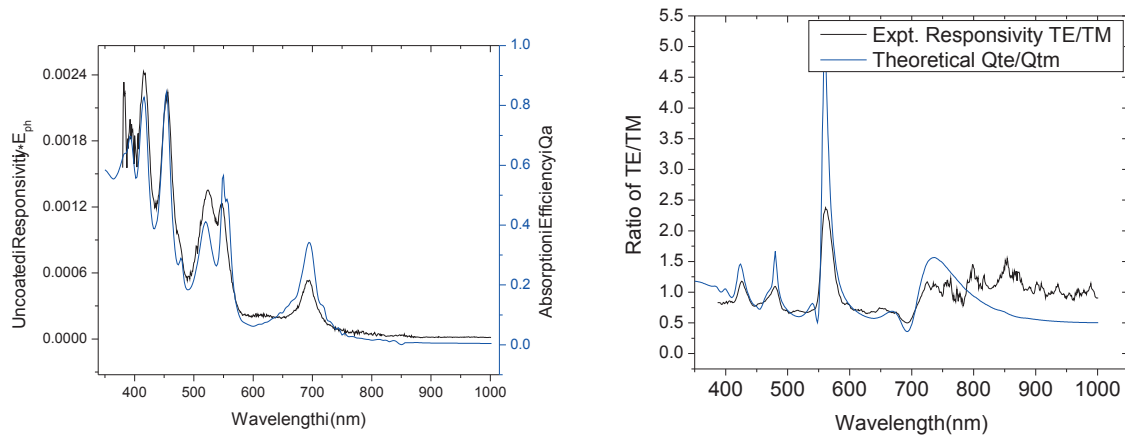 Uncoated¡Responsivity*E_ph
0.0024
0.0018
0.0012
0.0006
0.0000
400 500 600 700 800 900 1000
Wavelength¡(nm)
1.0
0.8
0.6
0.4
0.2
0.0
Absorption¡Efficiency¡Qa
Ratio of TE/TM
5.5
5.0
4.5
4.0
3.5
3.0
2.5
2.0
1.5
1.0
0.5
0.0
Expt. Responsivity TE/TM
Theoretical Qte/Qtm
400 500 600 700 800 900 1000
Wavelength(nm)